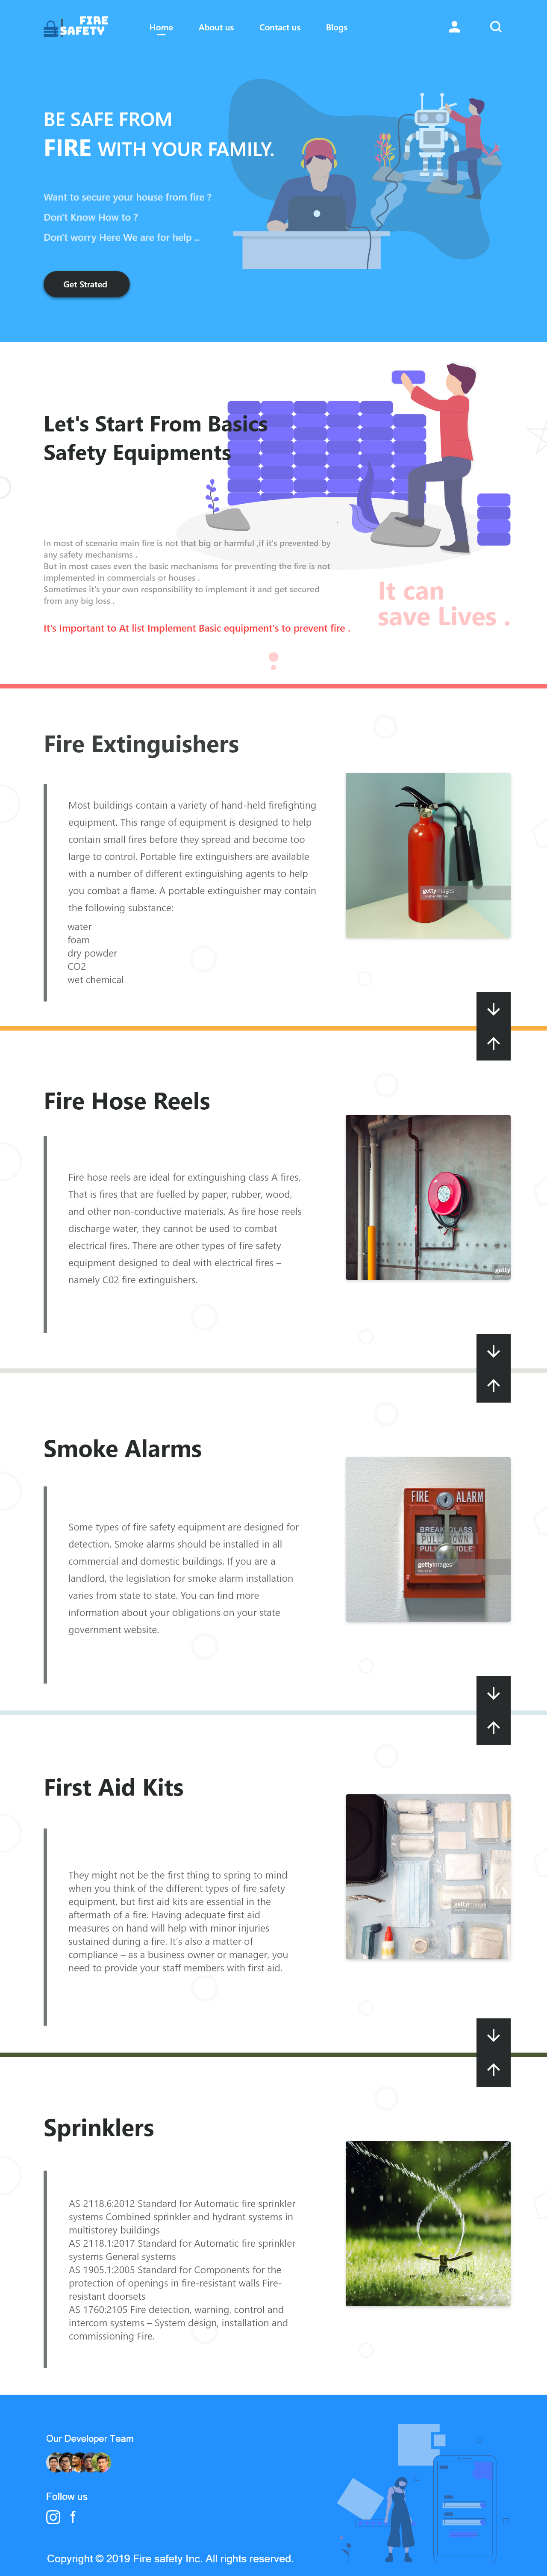 FIRE
SAFETY
Home
About us
Contact us
Blogs
BE SAFE FROM
FIRE WITH YOUR FAMILY.
Want to secure your house from fire ?
Don't Know How to ?
Don't worry Here We are for help ..
Get Strated
Let's Start From Basics
Safety Equipments
In most of scenario main fire is not that big or harmful ,if it's prevented by
any safety mechanisms .
But in most cases even the basic mechanisms for preventing the fire is not
implemented in commercials or houses .
Sometimes it's your own responsibility to implement it and get secured
from any big loss .
It can
save Lives .
It's Important to At list Implement Basic equipment's to prevent fire .
Fire Extinguishers
Most buildings contain a variety of hand-held firefighting
equipment. This range of equipment is designed to help
contain small fires before they spread and become too
large to control. Portable fire extinguishers are available
with a number of different extinguishing agents to help
you combat a flame. A portable extinguisher may contain
the following substance:
water
foam
dry powder
CO2
wet chemical
gettyimages
Fire Hose Reels
Fire hose reels are ideal for extinguishing class A fires.
That is fires that are fuelled by paper, rubber, wood,
and other non-conductive materials. As fire hose reels
discharge water, they cannot be used to combat
electrical fires. There are other types of fire safety
equipment designed to deal with electrical fires –
namely C02 fire extinguishers.
getty
Smoke Alarms
Some types of fire safety equipment are designed for
detection. Smoke alarms should be installed in all
commercial and domestic buildings. If you are a
landlord, the legislation for smoke alarm installation
varies from state to state. You can find more
information about your obligations on your state
government website.
FIRE ALARM
BREAK GLASS
PULL DOWN
gettyimages
First Aid Kits
They might not be the first thing to spring to mind
when you think of the different types of fire safety
equipment, but first aid kits are essential in the
aftermath of a fire. Having adequate first aid
measures on hand will help with minor injuries
sustained during a fire. It's also a matter of
compliance – as a business owner or manager, you
need to provide your staff members with first aid.
gettyimages
Sprinklers
AS 2118.6:2012 Standard for Automatic fire sprinkler
systems Combined sprinkler and hydrant systems in
multistorey buildings
AS 2118.1:2017 Standard for Automatic fire sprinkler
systems General systems
AS 1905.1:2005 Standard for Components for the
protection of openings in fire-resistant walls Fire-
resistant doorsets
AS 1760:2105 Fire detection, warning, control and
intercom systems – System design, installation and
commissioning Fire.
Our Developer Team
Follow us
Copyright © 2019 Fire safety Inc. All rights reserved.